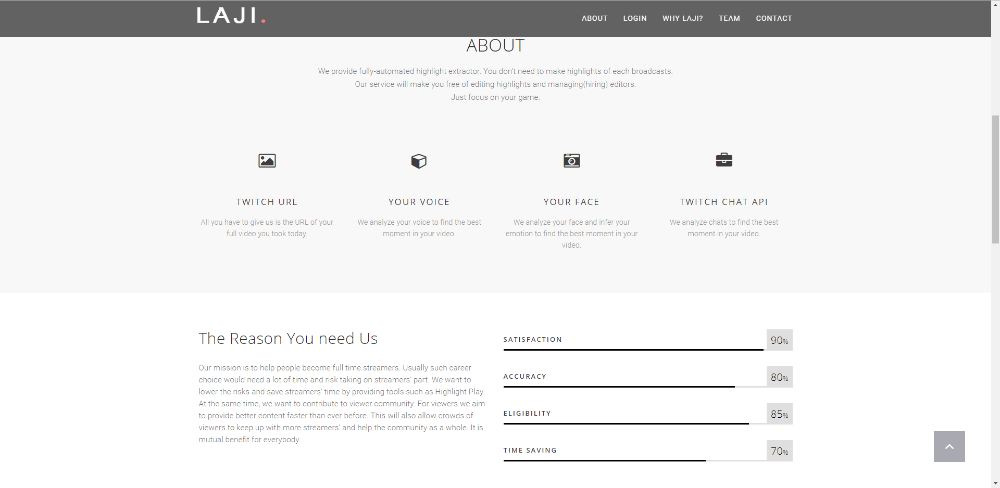 LAJI.
ABOUT LOGIN WHY LAJI? TEAM CONTACT
ABOUT
We provide fully-automated highlight extractor. You don't need to make highlights of each broadcasts.
Our service will make you free of editing highlights and managing(hiring) editors.
Just focus on your game.
TWITCH URL
All you have to give us is the URL of your
full video you took today.
YOUR VOICE
We analyze your voice to find the best
moment in your video.
YOUR FACE
We analyze your face and infer your
emotion to find the best moment in your
video.
TWITCH CHAT API
We analyze chats to find the best
moment in your video.
The Reason You need Us
Our mission is to help people become full time streamers. Usually such career
choice would need a lot of time and risk taking on streamers' part. We want to
lower the risks and save streamers' time by providing tools such as Highlight Play.
At the same time, we want to contribute to viewer community. For viewers we aim
to provide better content faster than ever before. This will also allow crowds of
viewers to keep up with more streamers' and help the community as a whole. It is
mutual benefit for everybody.
SATISFACTION 90%
ACCURACY 80%
ELIGIBILITY 85%
TIME SAVING 70%